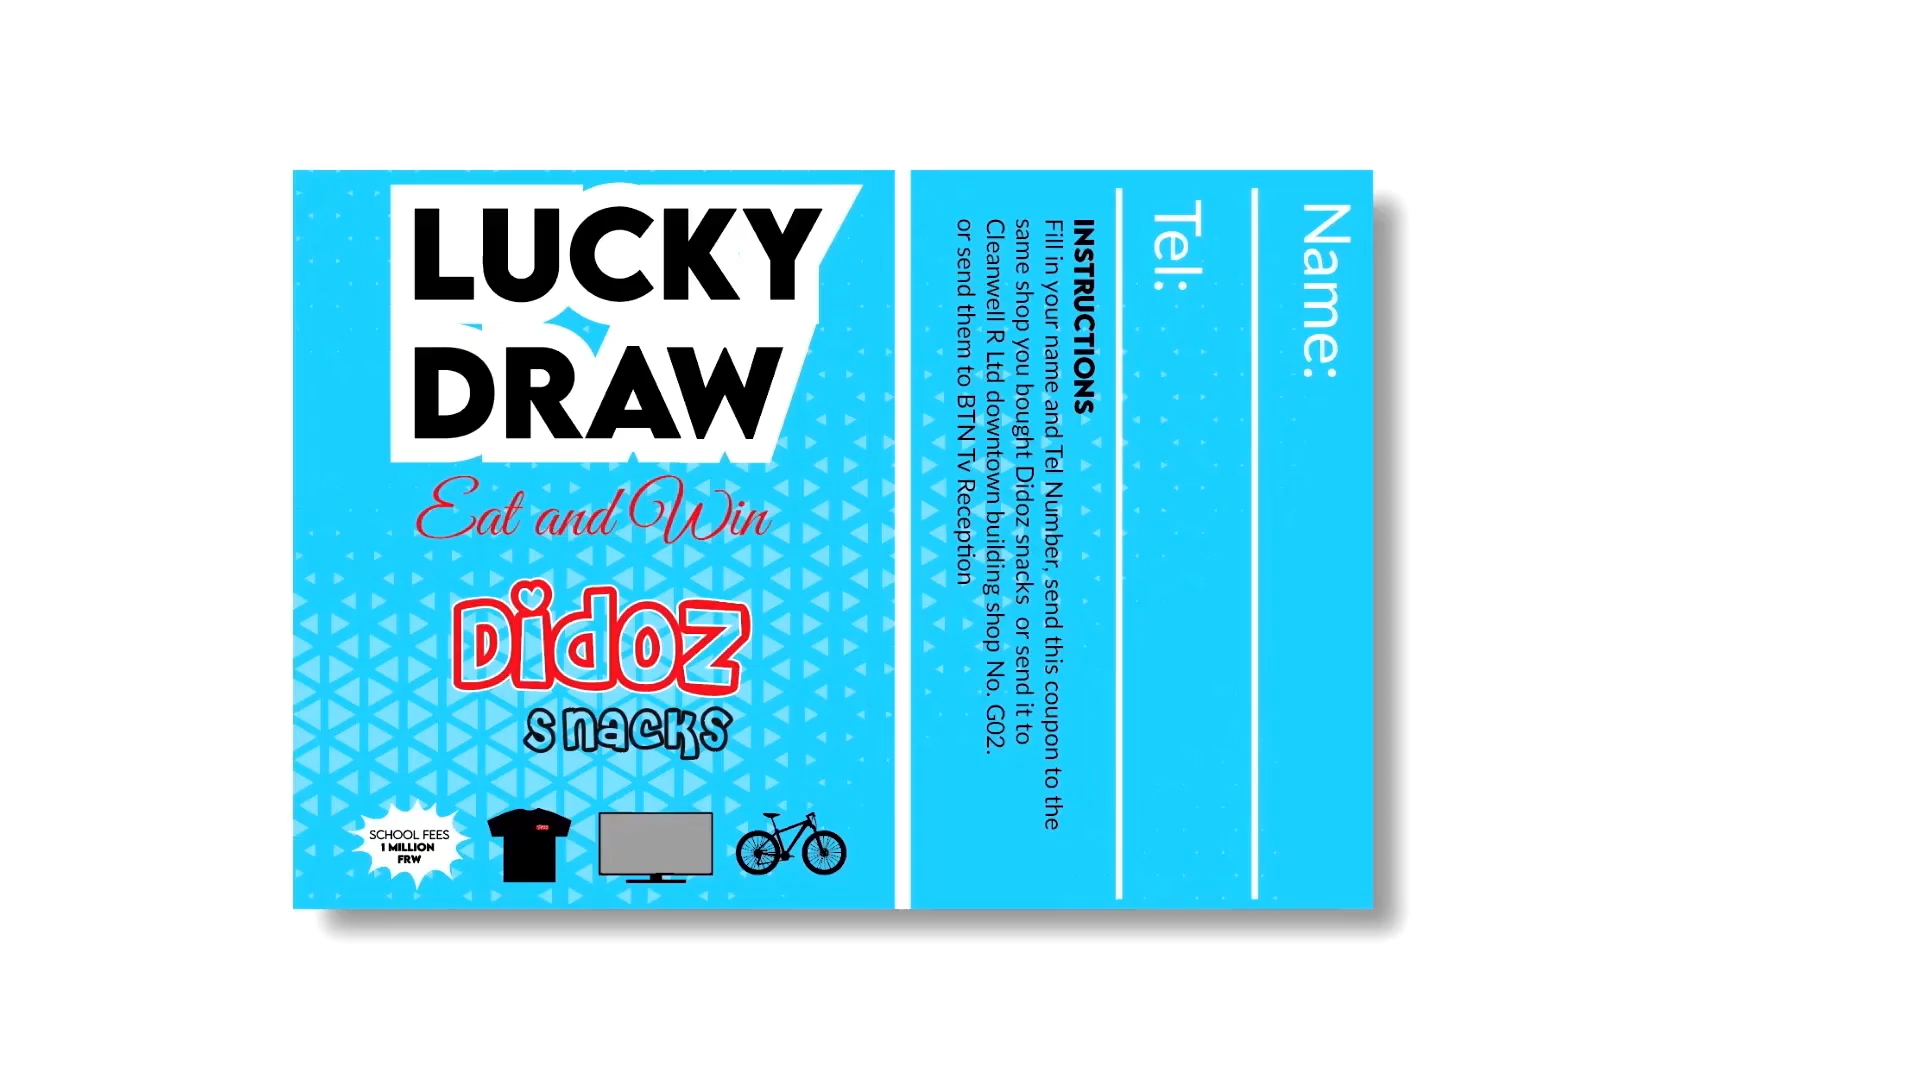 LUCKY
DRAW
Eat and Win
Didoz
snacks
SCHOOL FEES
1 MILLION
FRW
Name:
Tel:
INSTRUCTIONS
Fill in your name and Tel Number, send this coupon to the
same shop you bought Didoz snacks or send it to
Cleanwell R Ltd downtown building shop No. G02.
or send them to BTN Tv Reception